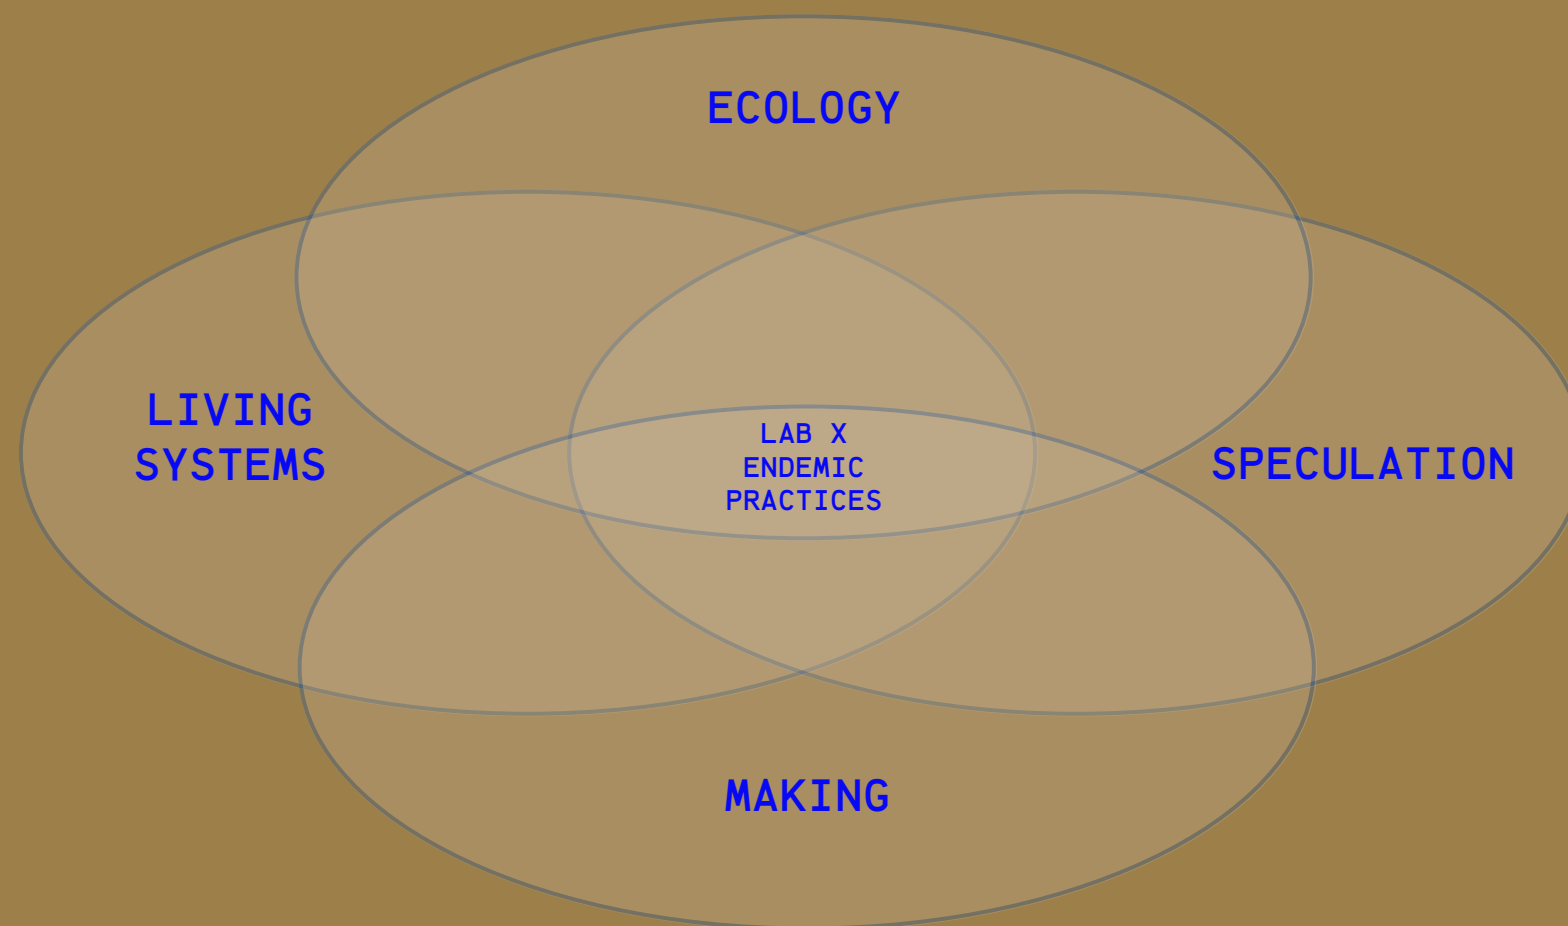 ECOLOGY
LIVING
SYSTEMS
LAB X
ENDEMIC
PRACTICES
SPECULATION
MAKING